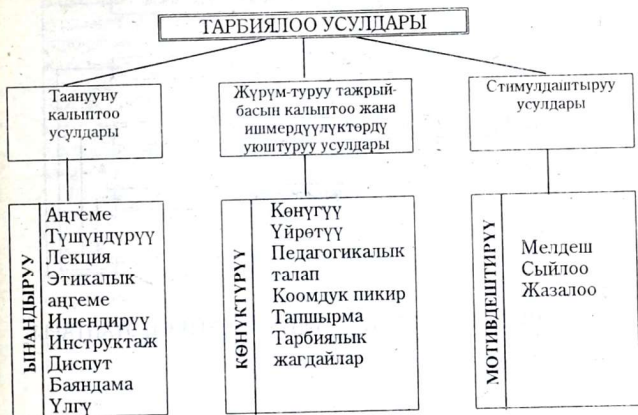 ТАРБИЯЛОО УСУЛДАРЫ
Таанууну
калыптоо
усулдары
Жүрүм-туруу тажрый-
басын калыптоо жана
ишмердүүлүктөрдү
уюштуруу усулдары
Стимулдаштыруу
усулдары
ЫНАНДЫРУУ
Аңгеме
Түшүндүрүү
Лекция
Этикалык
аңгеме
Ишендирүү
Инструктаж
Диспут
Баяндама
Үлгү
КӨНҮКТҮРҮҮ
Көнүгүү
Үйрөтүү
Педагогикалык
талап
Коомдук пикир
Тапшырма
Тарбиялык
жагдайлар
МОТИВДЕШТИРҮҮ
Мелдеш
Сыйлоо
Жазалоо